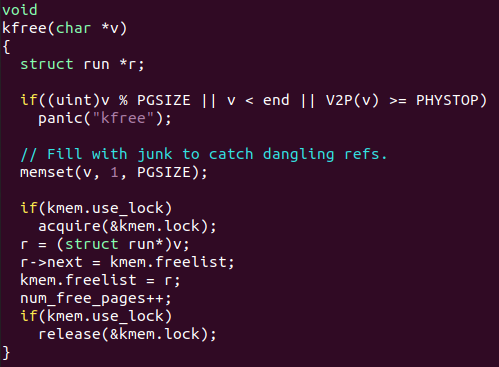 void
kfree(char *v)
{
  struct run *r;

  if((uint)v % PGSIZE || v < end || V2P(v) >= PHYSTOP)
    panic("kfree");

  // Fill with junk to catch dangling refs.
  memset(v, 1, PGSIZE);

  if(kmem.use_lock)
    acquire(&kmem.lock);
  r = (struct run*)v;
  r->next = kmem.freelist;
  kmem.freelist = r;
  num_free_pages++;
  if(kmem.use_lock)
    release(&kmem.lock);
}